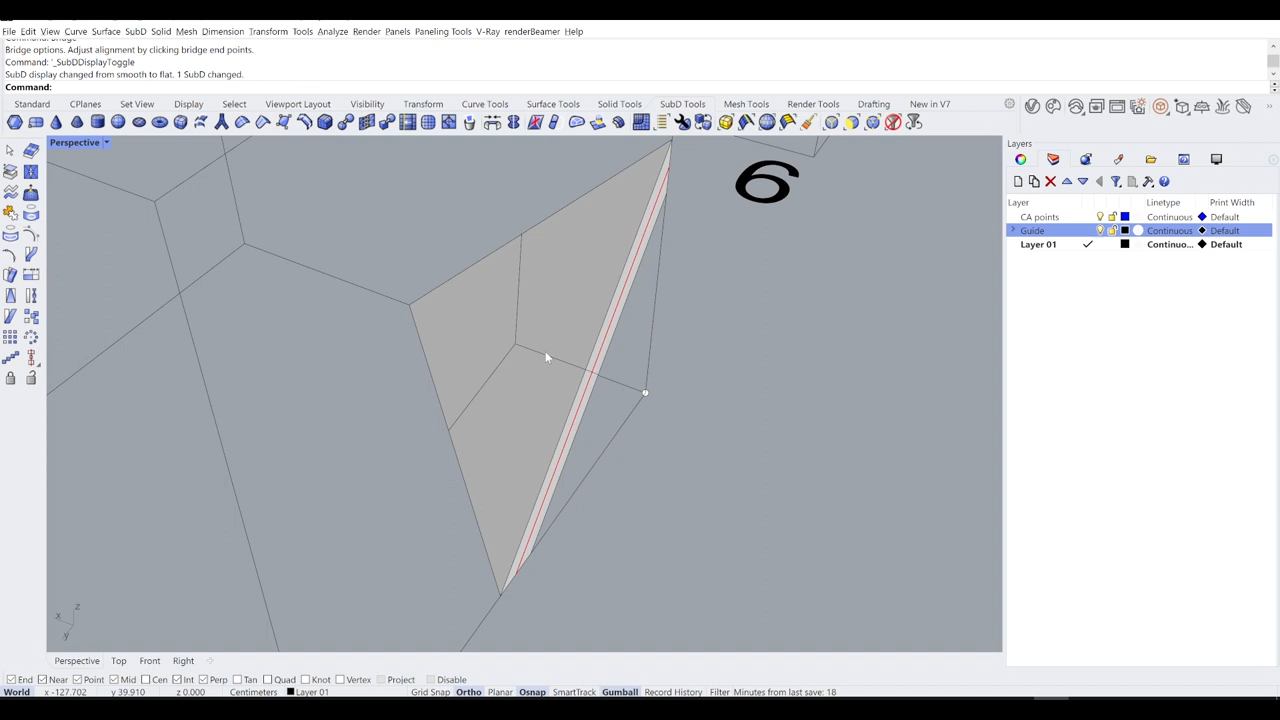 File Edit View Curve Surface SubD Solid Mesh Dimension Transform Tools Analyze Render Panels Paneling Tools V-Ray renderBeamer Help
Bridge options. Adjust alignment by clicking bridge end points.
Command: '_SubDDisplayToggle
SubD display changed from smooth to flat. 1 SubD changed.
Command:
Standard CPlanes Set View Display Select Viewport Layout Visibility Transform Curve Tools Surface Tools Solid Tools SubD Tools Mesh Tools Render Tools Drafting New in V7
Perspective
Layers
Layer Linetype Print Width
CA points Continuous Default
Guide Continuous Default
Layer 01 Continuo... Default
6
z
x
y
Perspective Top Front Right
End Near Point Mid Cen Int Perp Tan Quad Knot Vertex Project Disable
World x -127.702 y 39.910 z 0.000 Centimeters Layer 01 Grid Snap Ortho Planar Osnap SmartTrack Gumball Record History Filter Minutes from last save: 18